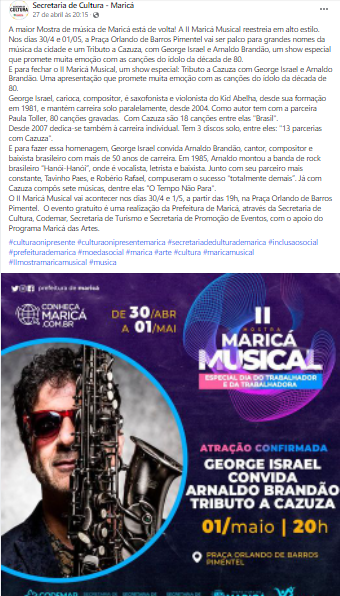 Secretaria de Cultura - Maricá
27 de abril às 20:15 ·
A maior Mostra de música de Maricá está de volta! A II Maricá Musical reestreia em alto estilo.
Nos dias 30/4 e 01/05, a Praça Orlando de Barros Pimentel vai ser palco para grandes nomes da
música da cidade e um Tributo a Cazuza, com George Israel e Arnaldo Brandão, um show especial
que promete muita emoção com as canções do ídolo da década de 80.
E para fechar o II Maricá Musical, um show especial: Tributo a Cazuza com George Israel e Arnaldo
Brandão. Uma apresentação que promete muita emoção com as canções do ídolo da década de
80.
George Israel, carioca, compositor, é saxofonista e violonista do Kid Abelha, desde sua formação
em 1981, e mantém carreira solo paralelamente, desde 2004. Como autor tem com a parceira
Paula Toller, 80 canções gravadas. Com Cazuza são 18 canções entre elas "Brasil".
Desde 2007 dedica-se também à carreira individual. Tem 3 discos solo, entre eles: "13 parcerias
com Cazuza".
E para fazer essa homenagem, George Israel convida Arnaldo Brandão, cantor, compositor e
baixista brasileiro com mais de 50 anos de carreira. Em 1985, Arnaldo montou a banda de rock
brasileiro "Hanói-Hanói", onde é vocalista, letrista e baixista. Junto com seu parceiro mais
constante, Tavinho Paes, e Robério Rafael, compuseram o sucesso "totalmente demais". Já com
Cazuza compôs sete músicas, dentre elas "O Tempo Não Para".
O II Maricá Musical vai acontecer nos dias 30/4 e 1/5, a partir das 19h, na Praça Orlando de Barros
Pimentel. O evento gratuito é uma realização da Prefeitura de Maricá, através da Secretaria de
Cultura, Codemar, Secretaria de Turismo e Secretaria de Promoção de Eventos, com o apoio do
Programa Maricá das Artes.
#culturaonipresente #culturaonipresentemarica #secretariadeculturademarica #inclusaosocial
#prefeiturademarica #moedasocial #marica #arte #cultura #maricamusical
#IImostramaricamusical #musica
prefeitura de maricá
CONHEÇA
MARICÁ
.COM.BR
DE 30/ABR
A 01/MAI
II
MOSTRA
MARICÁ
MUSICAL
ESPECIAL DIA DO TRABALHADOR
E DA TRABALHADORA
ATRAÇÃO CONFIRMADA
GEORGE ISRAEL
CONVIDA
ARNALDO BRANDÃO
TRIBUTO A CAZUZA
01/maio | 20h
PRAÇA ORLANDO DE BARROS
PIMENTEL
CODEMAR